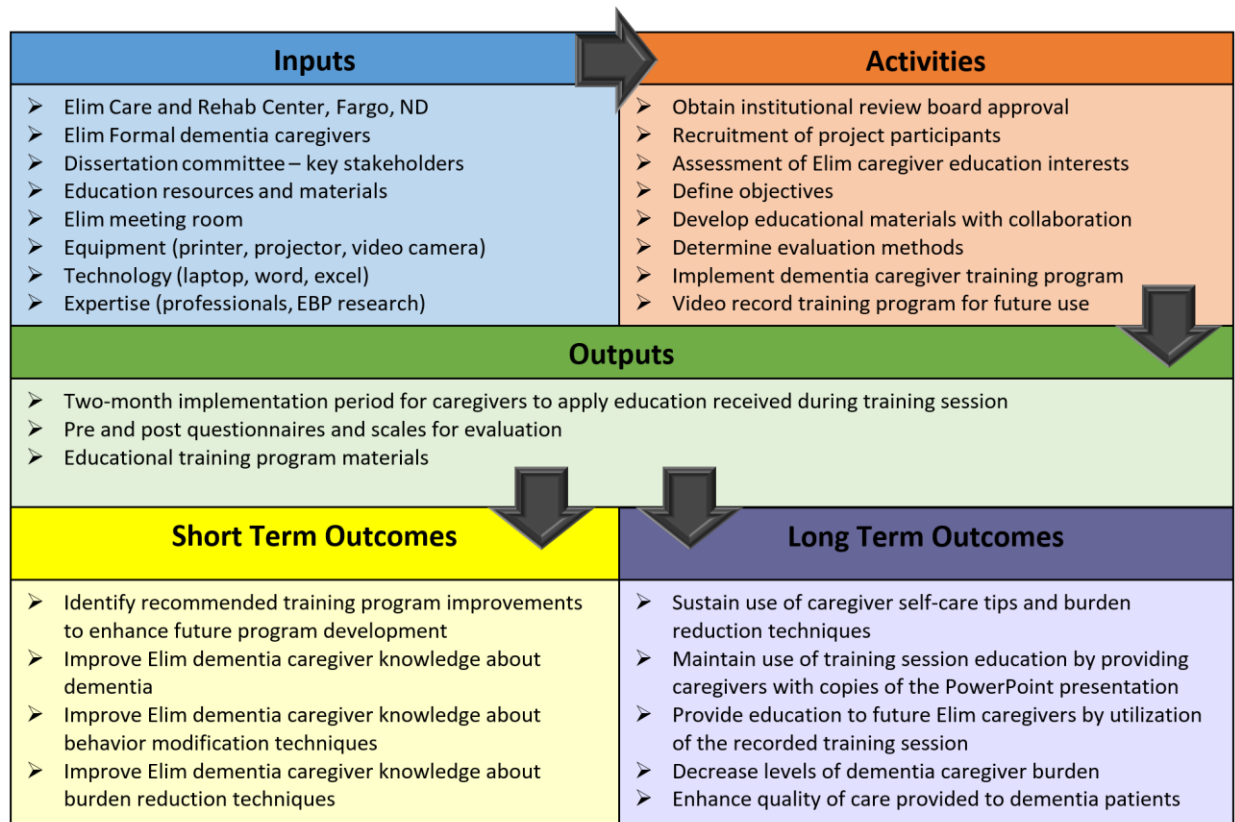 Inputs
➢ Elim Care and Rehab Center, Fargo, ND
➢ Elim Formal dementia caregivers
➢ Dissertation committee – key stakeholders
➢ Education resources and materials
➢ Elim meeting room
➢ Equipment (printer, projector, video camera)
➢ Technology (laptop, word, excel)
➢ Expertise (professionals, EBP research)
Activities
➢ Obtain institutional review board approval
➢ Recruitment of project participants
➢ Assessment of Elim caregiver education interests
➢ Define objectives
➢ Develop educational materials with collaboration
➢ Determine evaluation methods
➢ Implement dementia caregiver training program
➢ Video record training program for future use
Outputs
➢ Two-month implementation period for caregivers to apply education received during training session
➢ Pre and post questionnaires and scales for evaluation
➢ Educational training program materials
Short Term Outcomes
➢ Identify recommended training program improvements
to enhance future program development
➢ Improve Elim dementia caregiver knowledge about
dementia
➢ Improve Elim dementia caregiver knowledge about
behavior modification techniques
➢ Improve Elim dementia caregiver knowledge about
burden reduction techniques
Long Term Outcomes
➢ Sustain use of caregiver self-care tips and burden
reduction techniques
➢ Maintain use of training session education by providing
caregivers with copies of the PowerPoint presentation
➢ Provide education to future Elim caregivers by utilization
of the recorded training session
➢ Decrease levels of dementia caregiver burden
➢ Enhance quality of care provided to dementia patients